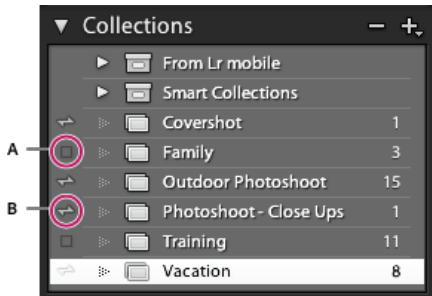 Collections
From Lr mobile
Smart Collections
Covershot 1
A
Family 3
Outdoor Photoshoot 15
B
Photoshoot - Close Ups 1
Training 11
Vacation 8